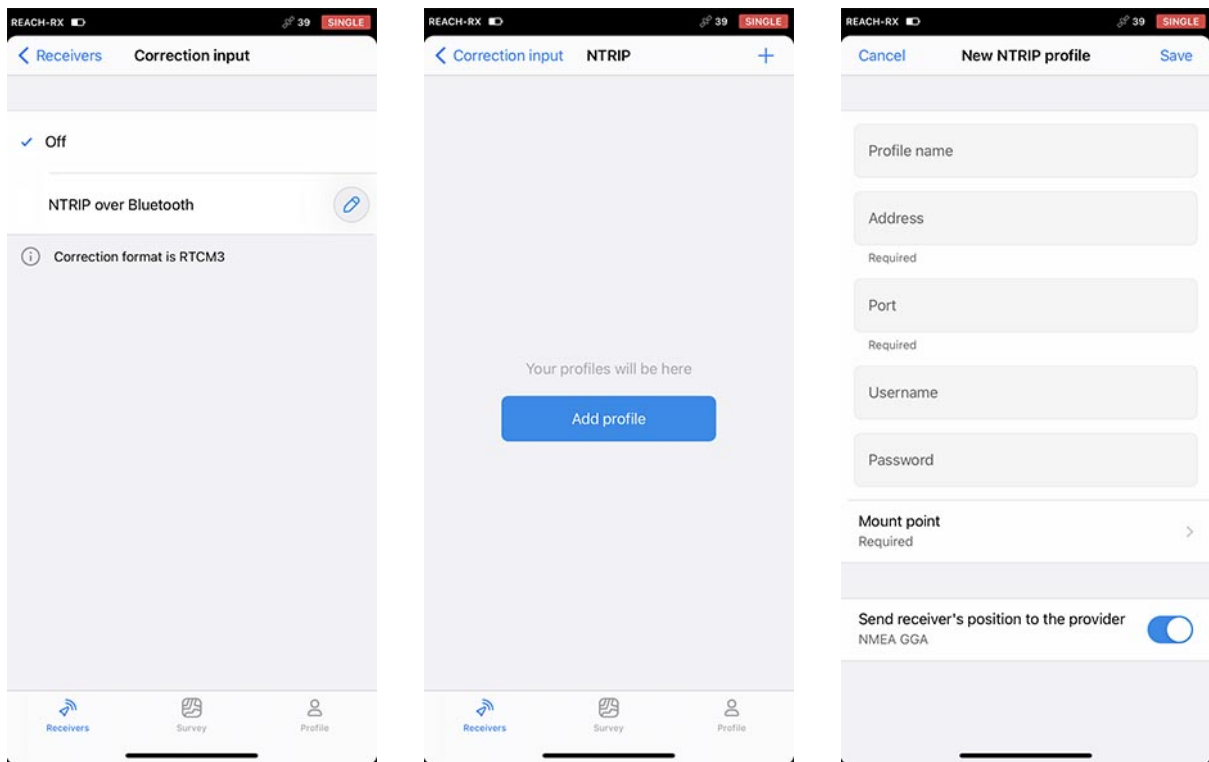 REACH-RX 39 SINGLE
Receivers Correction input
Off
NTRIP over Bluetooth
Correction format is RTCM3
Receivers Survey Profile
REACH-RX 39 SINGLE
Correction input NTRIP +
Your profiles will be here
Add profile
Receivers Survey Profile
REACH-RX 39 SINGLE
Cancel New NTRIP profile Save
Profile name
Address
Required
Port
Required
Username
Password
Mount point
Required
Send receiver's position to the provider
NMEA GGA